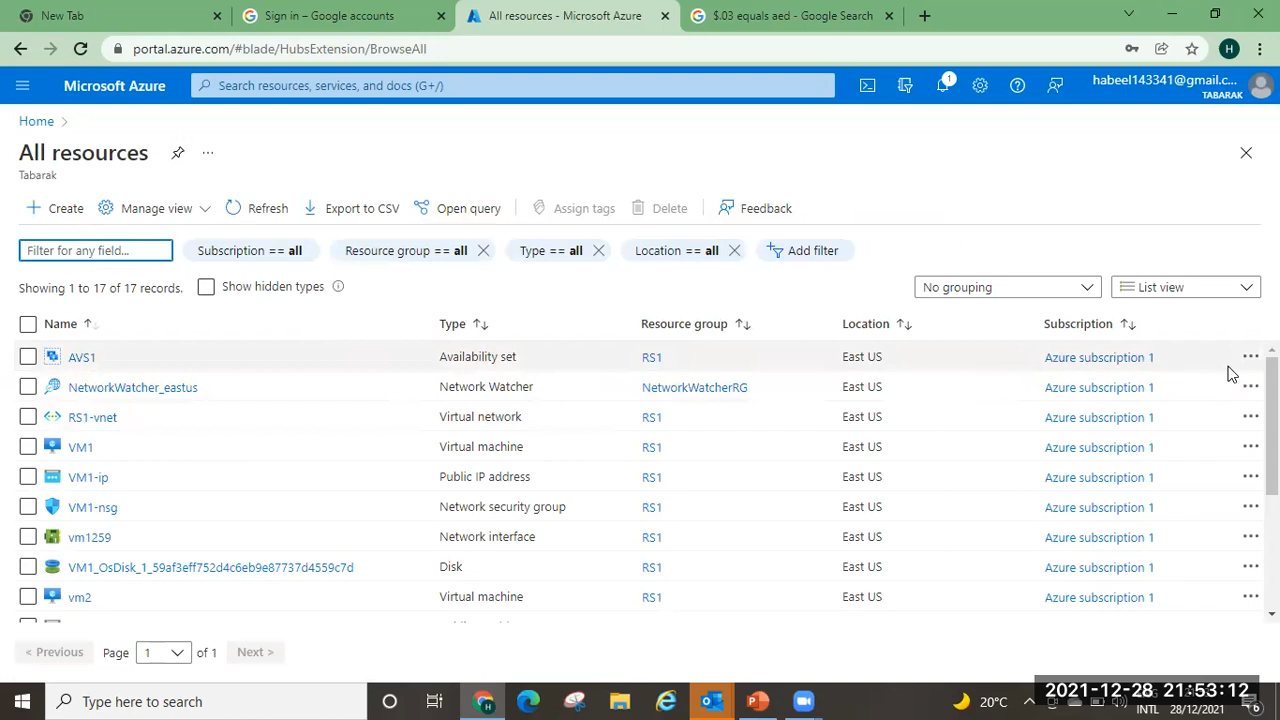 New Tab
Sign in – Google accounts
All resources - Microsoft Azure
$.03 equals aed - Google Search
portal.azure.com/#blade/HubsExtension/BrowseAll
H
Microsoft Azure
Search resources, services, and docs (G+/)
1
habeel143341@gmail.c...
TABARAK
Home
All resources
Tabarak
Create
Manage view
Refresh
Export to CSV
Open query
Assign tags
Delete
Feedback
Filter for any field...
Subscription == all
Resource group == all
Type == all
Location == all
Add filter
Showing 1 to 17 of 17 records.
Show hidden types
No grouping
List view
Name Type Resource group Location Subscription
AVS1 Availability set RS1 East US Azure subscription 1
NetworkWatcher_eastus Network Watcher NetworkWatcherRG East US Azure subscription 1
RS1-vnet Virtual network RS1 East US Azure subscription 1
VM1 Virtual machine RS1 East US Azure subscription 1
VM1-ip Public IP address RS1 East US Azure subscription 1
VM1-nsg Network security group RS1 East US Azure subscription 1
vm1259 Network interface RS1 East US Azure subscription 1
VM1_OsDisk_1_59af3eff752d4c6eb9e87737d4559c7d Disk RS1 East US Azure subscription 1
vm2 Virtual machine RS1 East US Azure subscription 1
< Previous Page 1 of 1 Next >
Type here to search
20°C
2021-12-28 21:53:12
INTL 28/12/2021
6